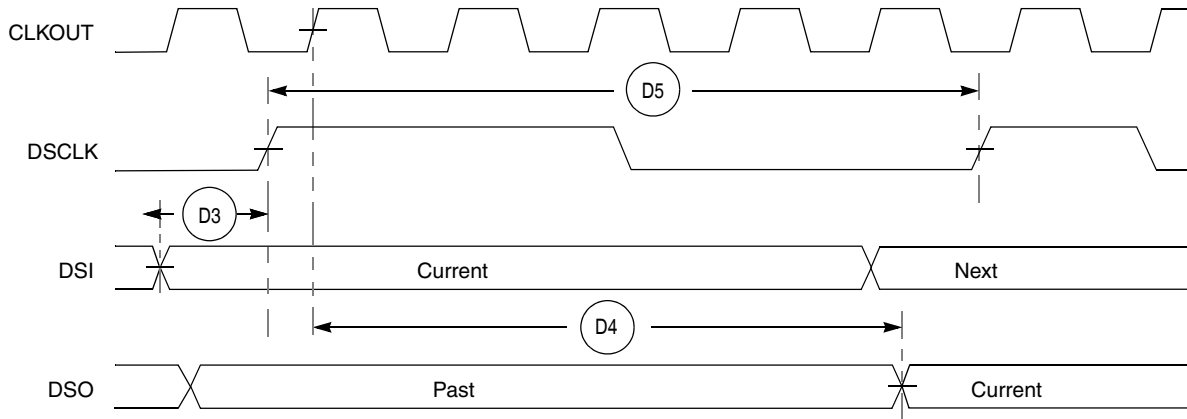 CLKOUT
D5
DSCLK
D3
DSI
Current
Next
D4
DSO
Past
Current